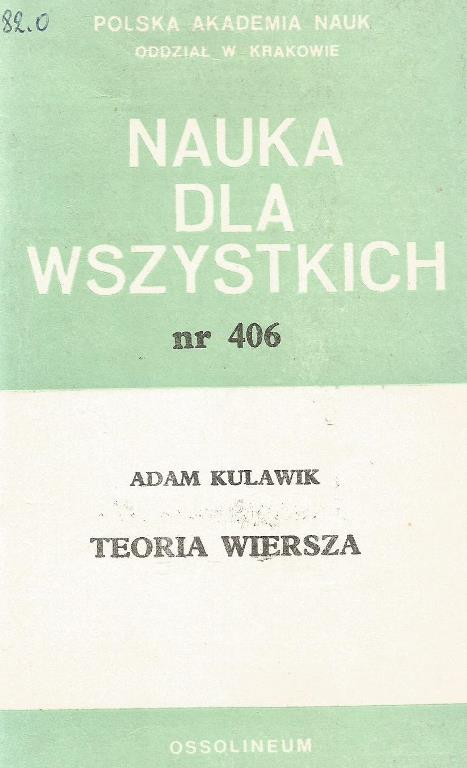 82.0
POLSKA AKADEMIA NAUK
ODDZIAŁ W KRAKOWIE
NAUKA
DLA
WSZYSTKICH
nr 406
ADAM KULAWIK
TEORIA WIERSZA
OSSOLINEUM